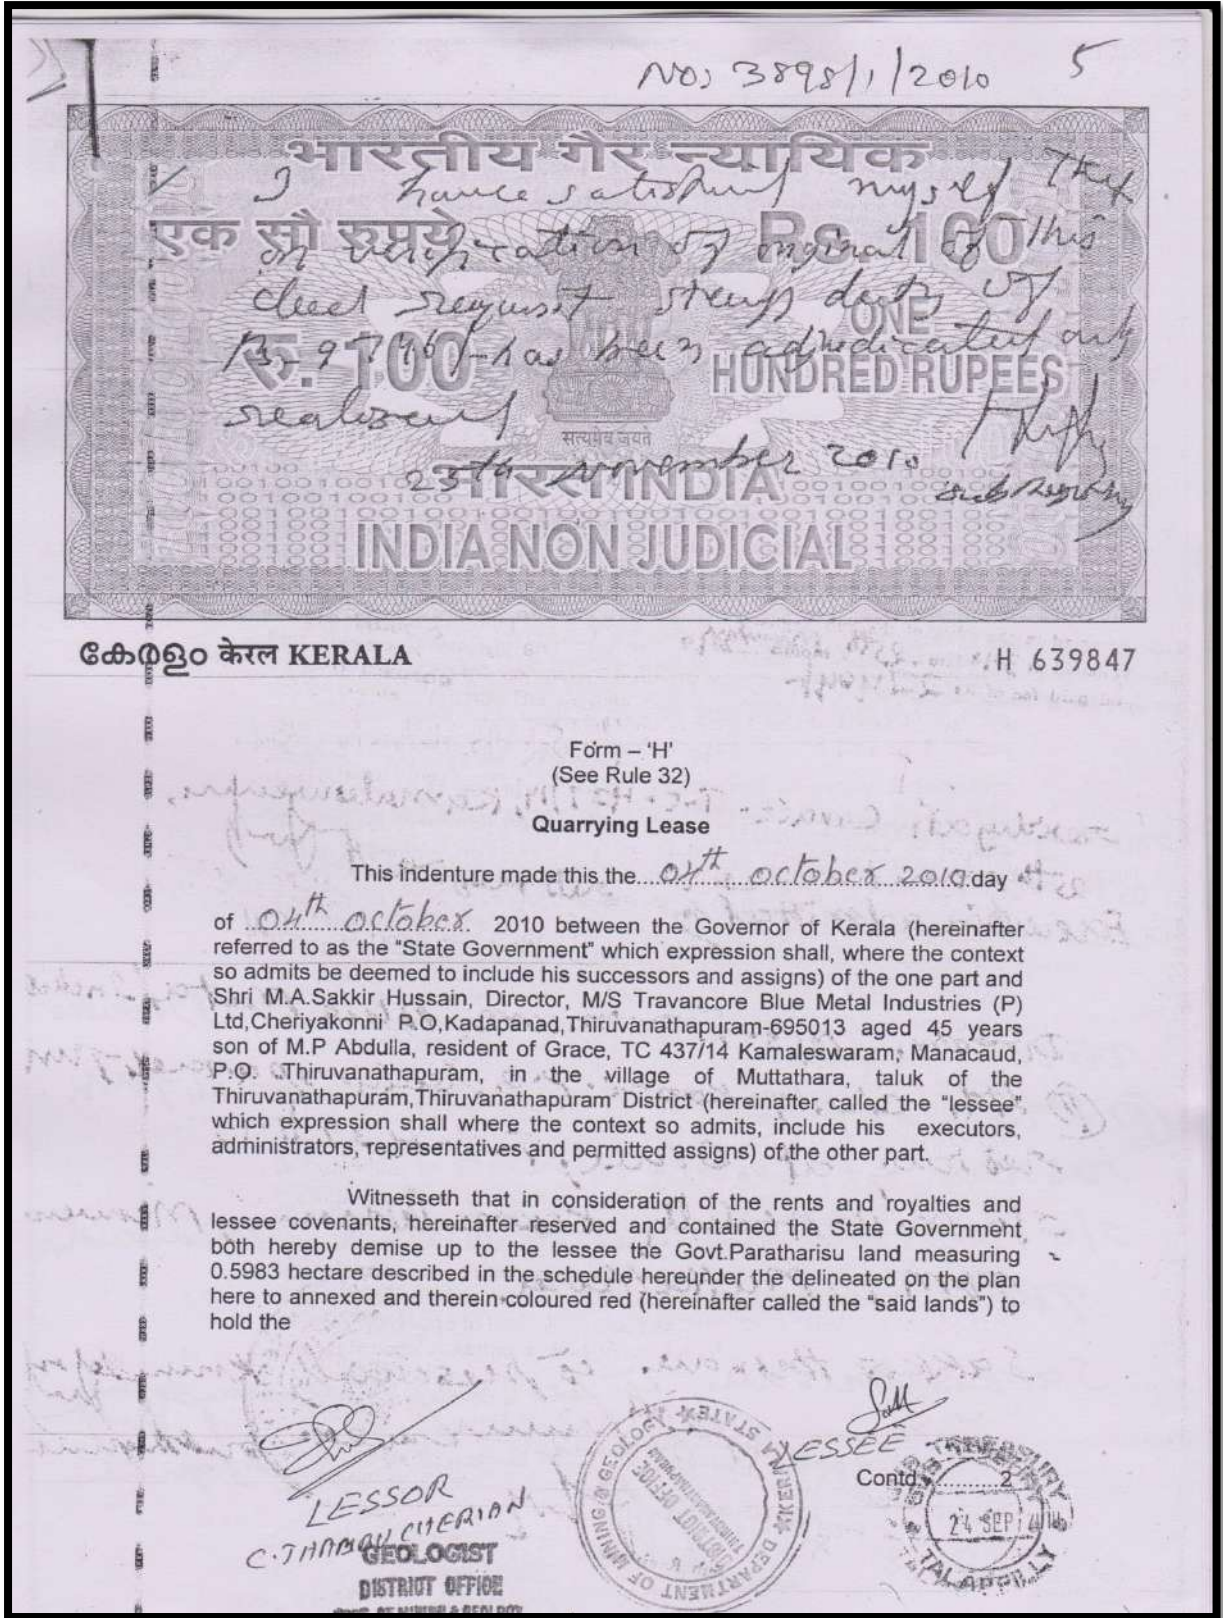 No: 3898/1/2010
5
भारतीय गैर न्यायिक
I have satisfied myself that
एक सौ रुपये
Rs. 100
on verification of original of this
deed request stamp duty of
ONE
रु. 100
HUNDRED RUPEES
has been adjudicated and
सत्यमेव जयते
25th November 2010
भारत INDIA
INDIA NON JUDICIAL
കേരളം केरल KERALA
H 639847
Form – 'H'
(See Rule 32)
Quarrying Lease
This indenture made this the....04th october 2010.day
of ..04th october. 2010 between the Governor of Kerala (hereinafter
referred to as the "State Government" which expression shall, where the context
so admits be deemed to include his successors and assigns) of the one part and
Shri M.A.Sakkir Hussain, Director, M/S Travancore Blue Metal Industries (P)
Ltd,Cheriyakonni P.O,Kadapanad,Thiruvanathapuram-695013 aged 45 years
son of M.P Abdulla, resident of Grace, TC 437/14 Kamaleswaram, Manacaud,
P.O. Thiruvanathapuram, in the village of Muttathara, taluk of the
Thiruvanathapuram,Thiruvanathapuram District (hereinafter called the "lessee"
which expression shall where the context so admits, include his executors,
administrators, representatives and permitted assigns) of the other part.
Witnesseth that in consideration of the rents and royalties and
lessee covenants, hereinafter reserved and contained the State Government
both hereby demise up to the lessee the Govt.Paratharisu land measuring
0.5983 hectare described in the schedule hereunder the delineated on the plan
here to annexed and therein coloured red (hereinafter called the "said lands") to
hold the
LESSEE
Contd...........2
LESSOR
C.THAMAN CHERIAN
GEOLOGIST
DISTRICT OFFICE
DEPARTMENT OF MINING & GEOLOGY KERALA STATE
DISTRICT OFFICE
24 SEP
TALAPPILLY